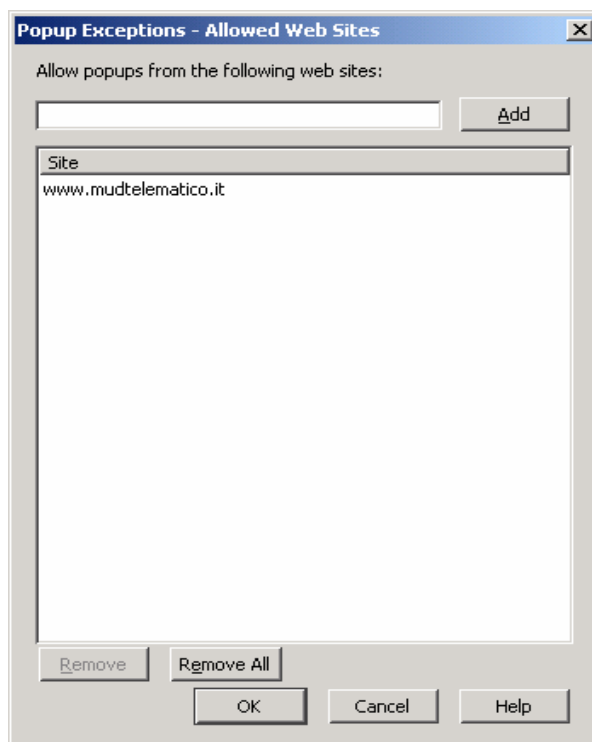 Popup Exceptions - Allowed Web Sites
Allow popups from the following web sites:
Add
Site
www.mudtelematico.it
Remove
Remove All
OK
Cancel
Help